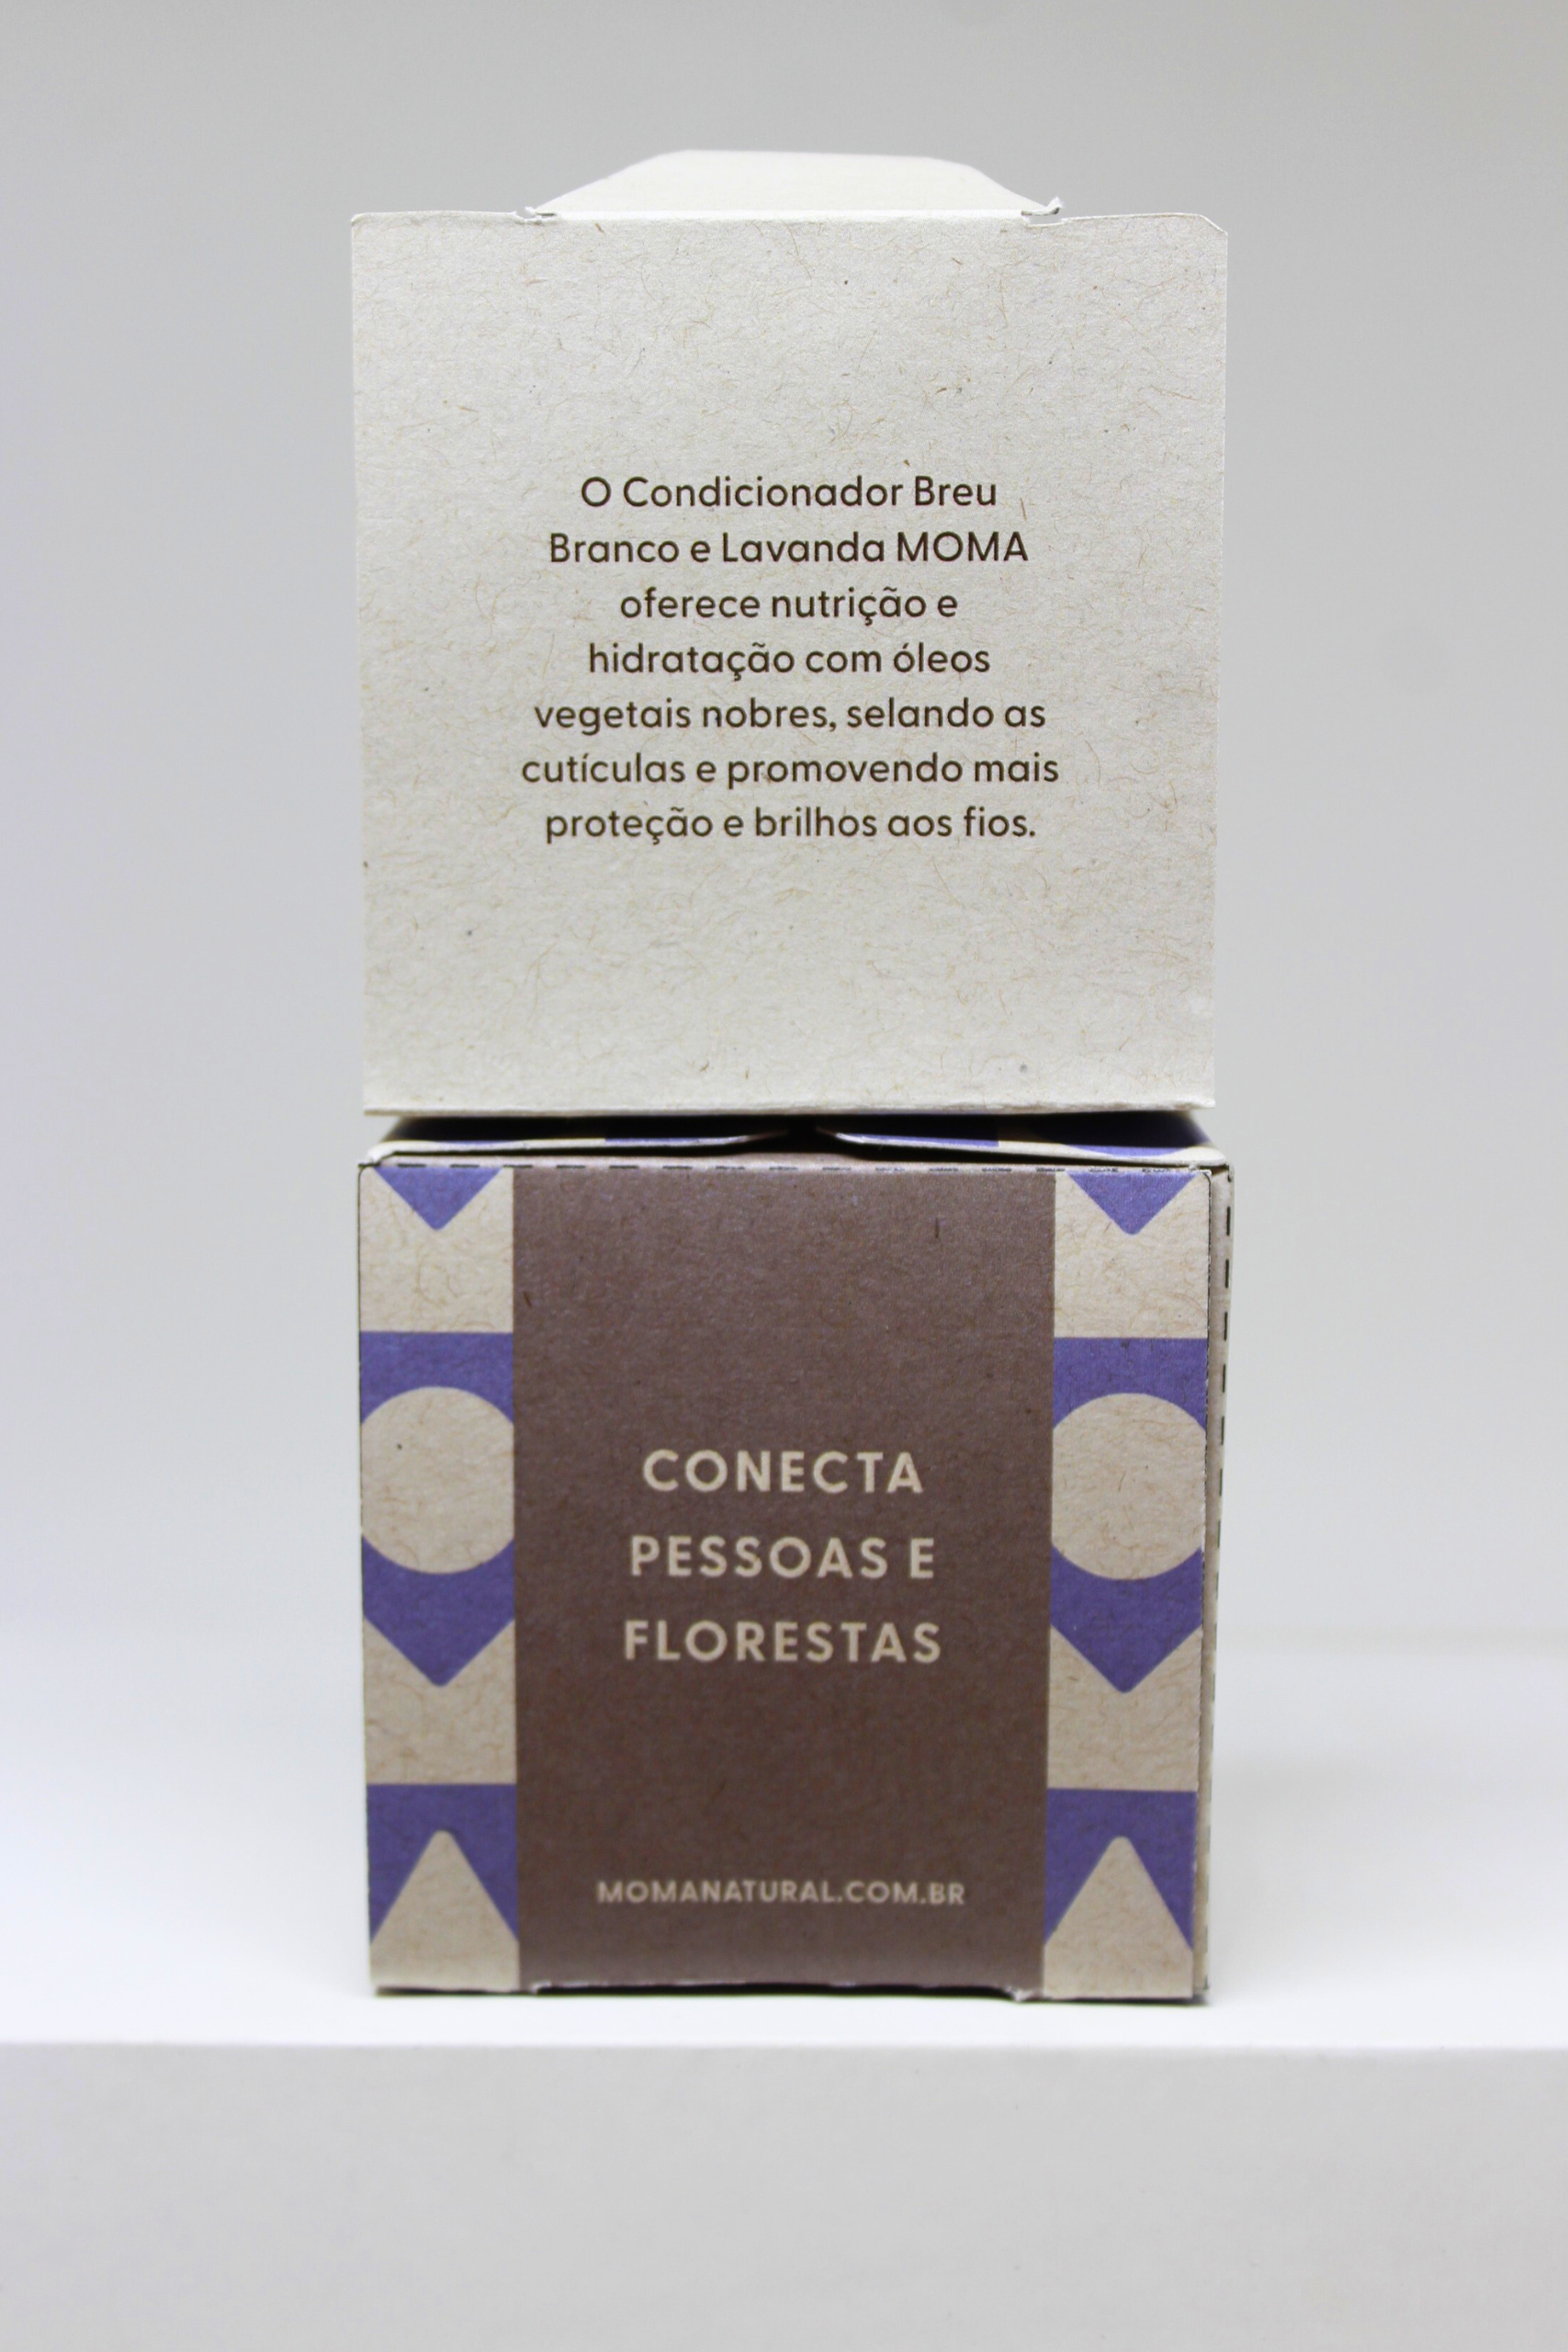 O Condicionador Breu
Branco e Lavanda MOMA
oferece nutrição e
hidratação com óleos
vegetais nobres, selando as
cutículas e promovendo mais
proteção e brilhos aos fios.
CONECTA
PESSOAS E
FLORESTAS
MOMANATURAL.COM.BR